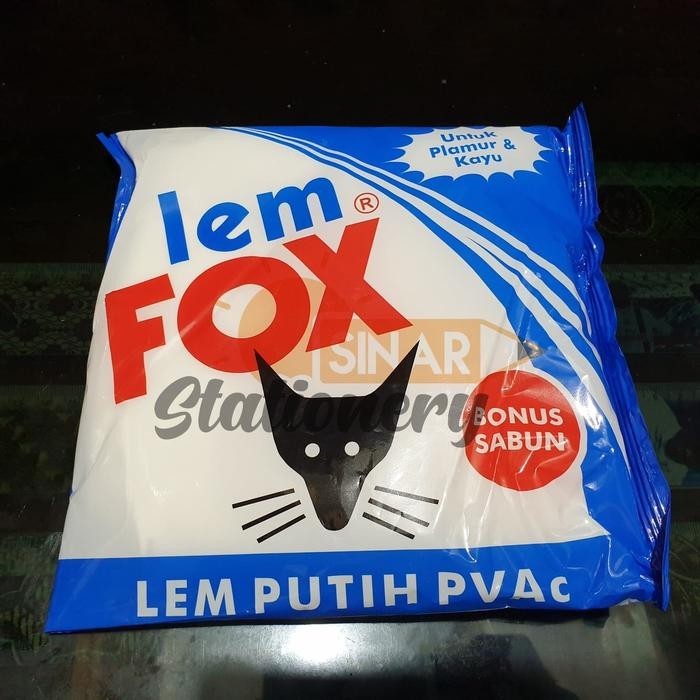 Untuk
Plamur &
Kayu
lem ®
FOX
SINAR
Stationery
BONUS
SABUN
LEM PUTIH PVAc